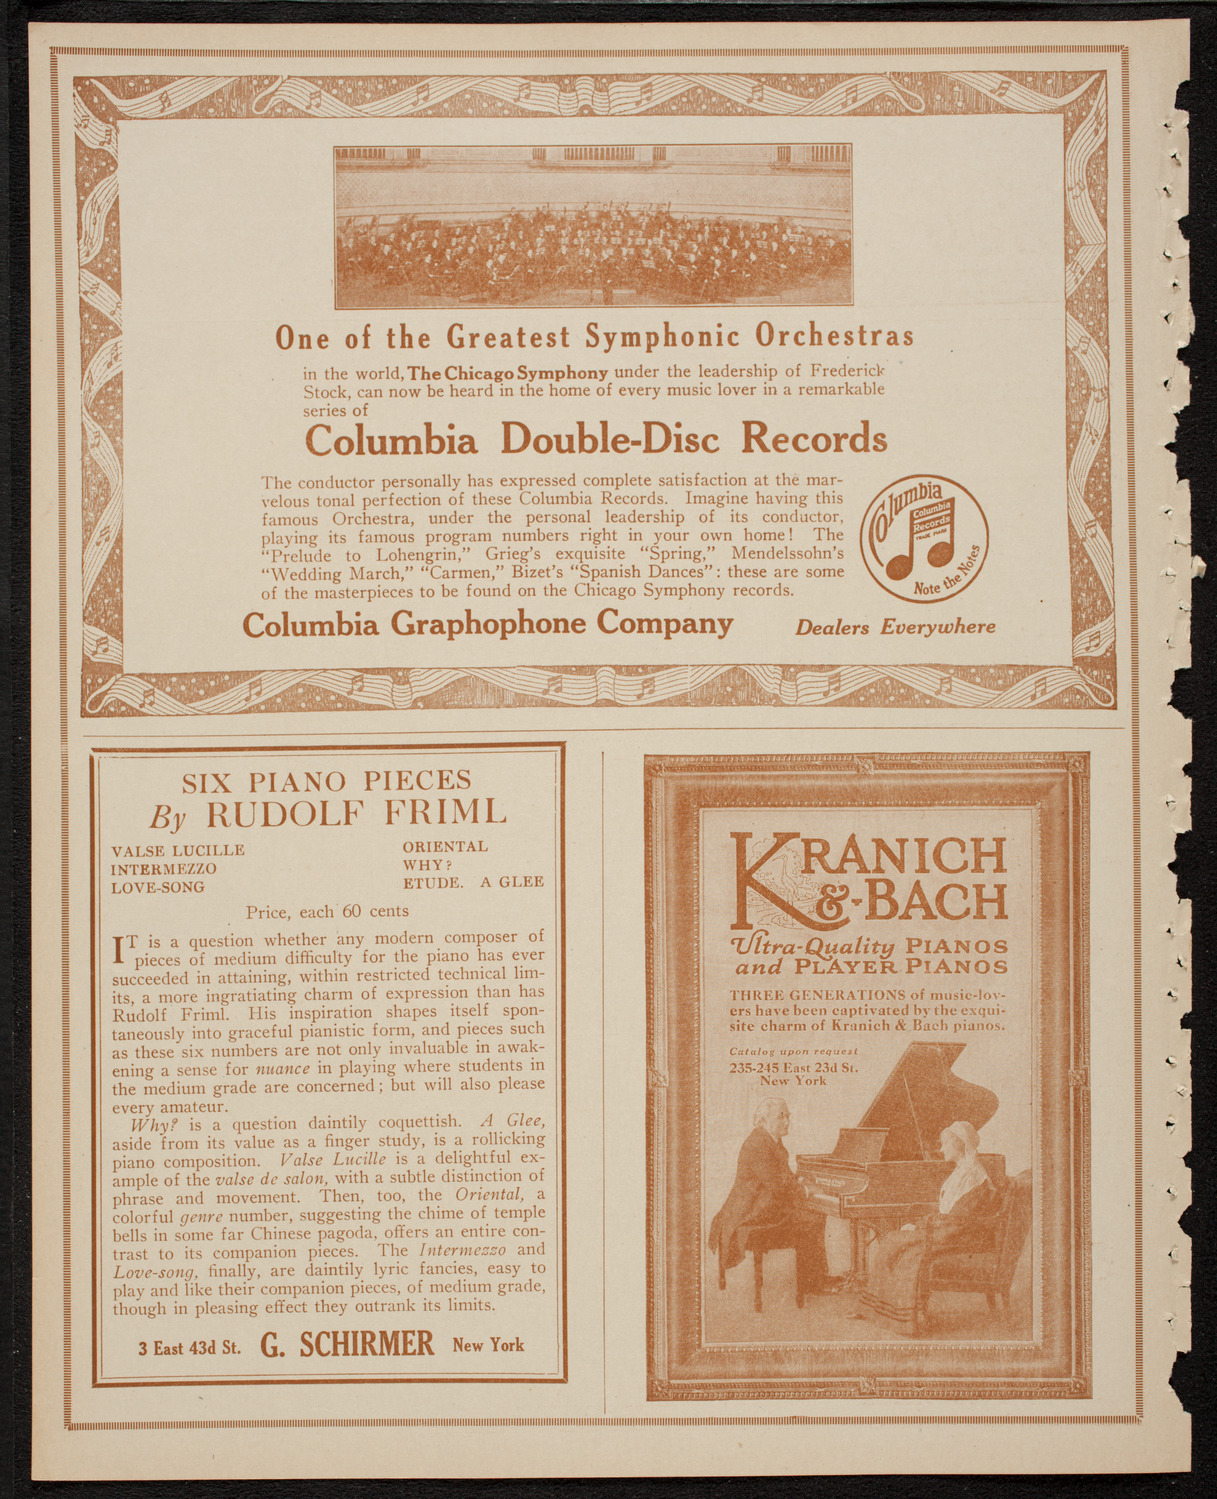 One of the Greatest Symphonic Orchestras
in the world, The Chicago Symphony under the leadership of Frederick
Stock, can now be heard in the home of every music lover in a remarkable
series of
Columbia Double-Disc Records
The conductor personally has expressed complete satisfaction at the mar-
velous tonal perfection of these Columbia Records. Imagine having this
famous Orchestra, under the personal leadership of its conductor,
playing its famous program numbers right in your own home! The
"Prelude to Lohengrin," Grieg's exquisite "Spring," Mendelssohn's
"Wedding March," "Carmen," Bizet's "Spanish Dances": these are some
of the masterpieces to be found on the Chicago Symphony records.
Columbia
Columbia
Records
TRADE MARK
Note the Notes
Columbia Graphophone Company Dealers Everywhere
SIX PIANO PIECES
By RUDOLF FRIML
VALSE LUCILLE ORIENTAL
INTERMEZZO WHY?
LOVE-SONG ETUDE. A GLEE
Price, each 60 cents
IT is a question whether any modern composer of
pieces of medium difficulty for the piano has ever
succeeded in attaining, within restricted technical lim-
its, a more ingratiating charm of expression than has
Rudolf Friml. His inspiration shapes itself spon-
taneously into graceful pianistic form, and pieces such
as these six numbers are not only invaluable in awak-
ening a sense for nuance in playing where students in
the medium grade are concerned; but will also please
every amateur.
Why? is a question daintily coquettish. A Glee,
aside from its value as a finger study, is a rollicking
piano composition. Valse Lucille is a delightful ex-
ample of the valse de salon, with a subtle distinction of
phrase and movement. Then, too, the Oriental, a
colorful genre number, suggesting the chime of temple
bells in some far Chinese pagoda, offers an entire con-
trast to its companion pieces. The Intermezzo and
Love-song, finally, are daintily lyric fancies, easy to
play and like their companion pieces, of medium grade,
though in pleasing effect they outrank its limits.
3 East 43d St. G. SCHIRMER New York
KRANICH
&-BACH
Ultra-Quality PIANOS
and PLAYER PIANOS
THREE GENERATIONS of music-lov-
ers have been captivated by the exqui-
site charm of Kranich & Bach pianos.
Catalog upon request
235-245 East 23d St.
New York